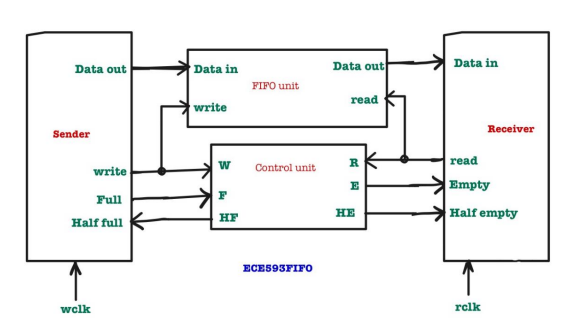 Data out
Data in
Data out
Data in
FIFO unit
write
read
Sender
Receiver
write
W
Control unit
R
read
E
Empty
Full
F
Half full
HF
HE
Half empty
ECE593FIFO
wclk
rclk